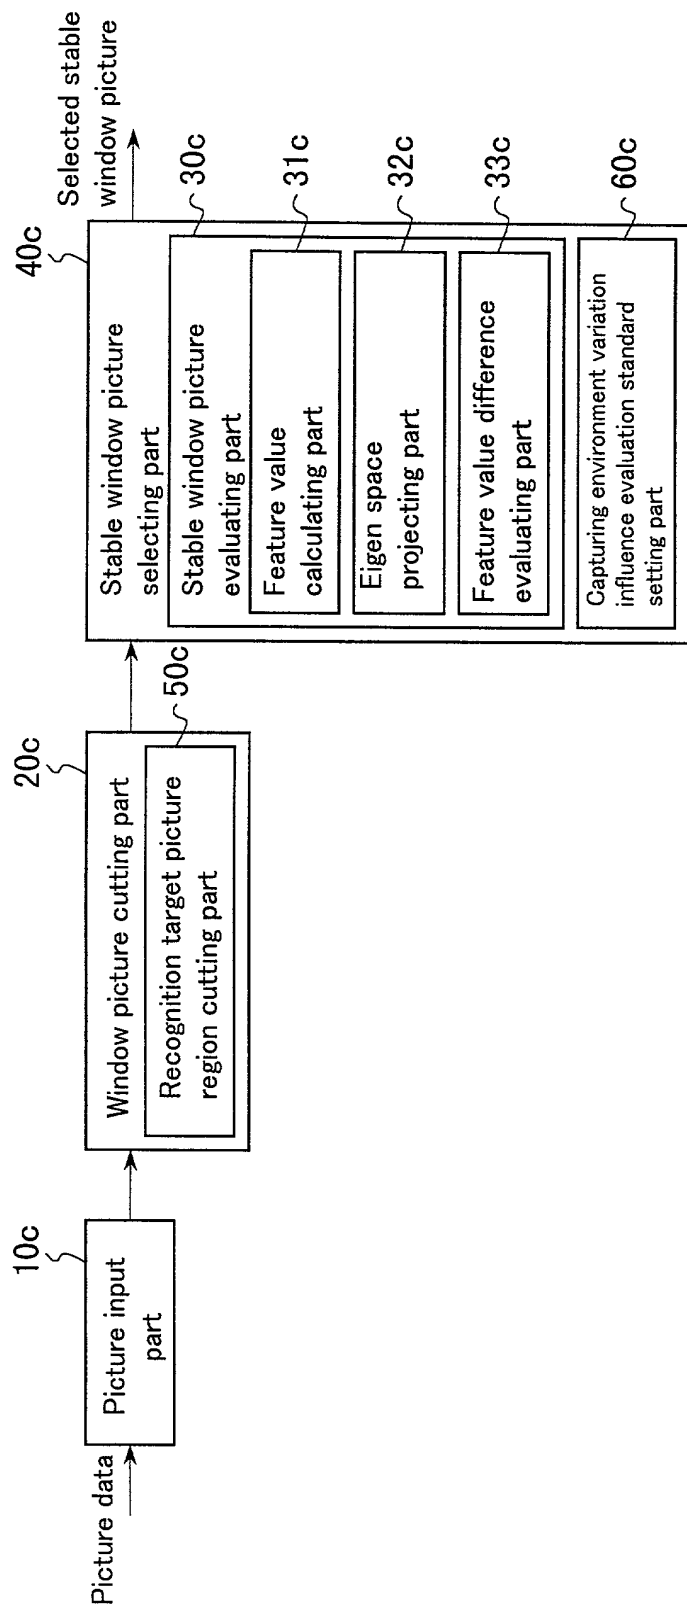 Picture data
10c
Picture input
part
20c
Window picture cutting part
50c
Recognition target picture
region cutting part
40c
Stable window picture
selecting part
30c
Stable window picture
evaluating part
31c
Feature value
calculating part
32c
Eigen space
projecting part
33c
Feature value difference
evaluating part
60c
Capturing environment variation
influence evaluation standard
setting part
Selected stable
window picture